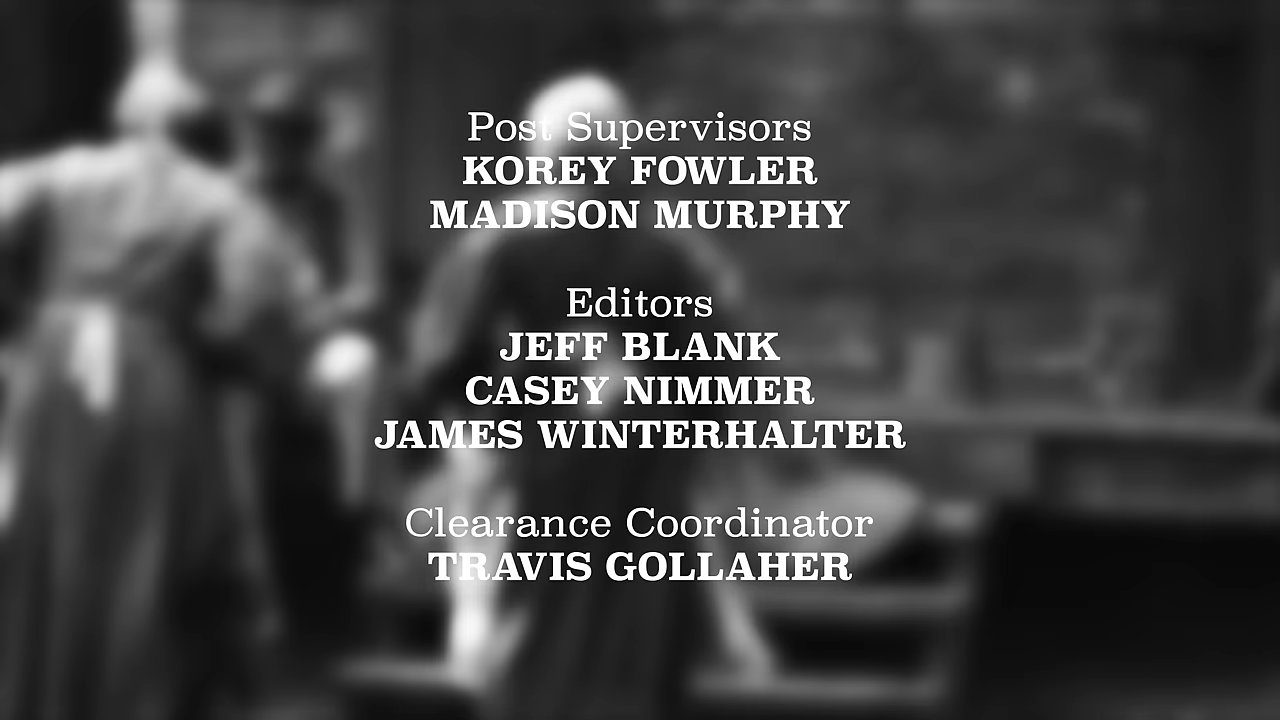 Post Supervisors
KOREY FOWLER
MADISON MURPHY
Editors
JEFF BLANK
CASEY NIMMER
JAMES WINTERHALTER
Clearance Coordinator
TRAVIS GOLLAHER